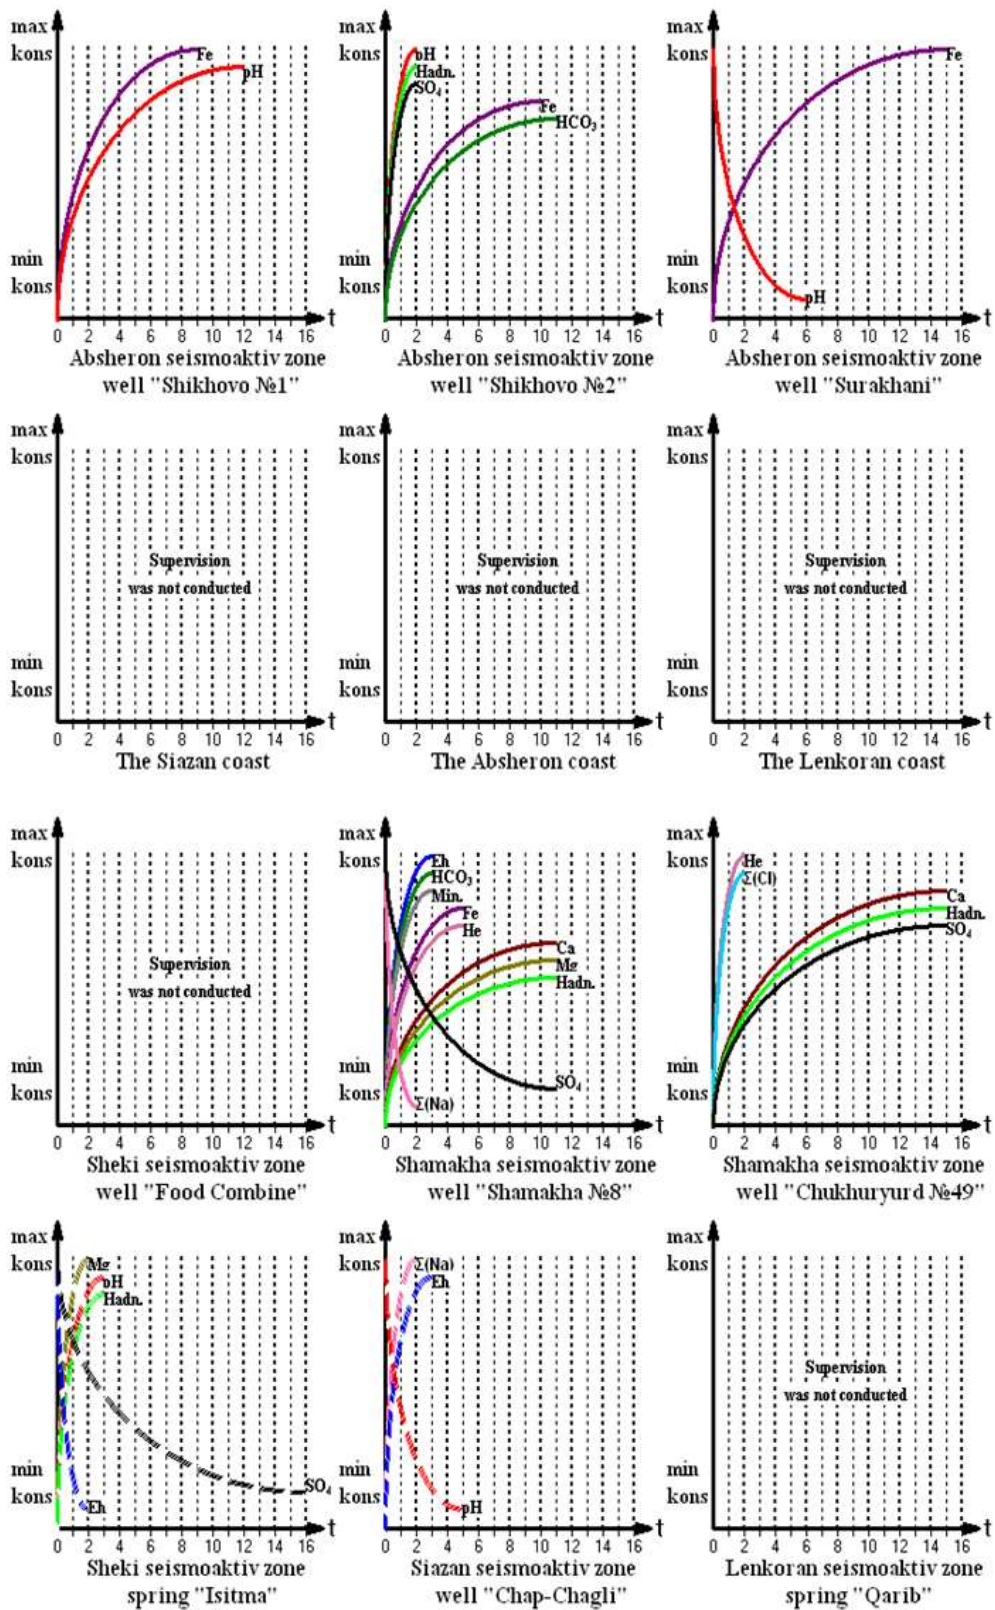 max
kons
Fe
pH
min
kons
t
0 2 4 6 8 10 12 14 16
Absheron seismoaktiv zone
well "Shikhovo №1"
max
kons
pH
Hadn.
SO₄
Fe
HCO₃
min
kons
t
0 2 4 6 8 10 12 14 16
Absheron seismoaktiv zone
well "Shikhovo №2"
max
kons
Fe
min
kons
pH
t
0 2 4 6 8 10 12 14 16
Absheron seismoaktiv zone
well "Surakhani"
max
kons
Supervision
was not conducted
min
kons
t
0 2 4 6 8 10 12 14 16
The Siazan coast
max
kons
Supervision
was not conducted
min
kons
t
0 2 4 6 8 10 12 14 16
The Absheron coast
max
kons
Supervision
was not conducted
min
kons
t
0 2 4 6 8 10 12 14 16
The Lenkoran coast
max
kons
Supervision
was not conducted
min
kons
t
0 2 4 6 8 10 12 14 16
Sheki seismoaktiv zone
well "Food Combine"
max
kons
Eh
HCO₃
Min.
Fe
He
Ca
Mg
Hadn.
min
kons
SO₄
Σ(Na)
t
0 2 4 6 8 10 12 14 16
Shamakha seismoaktiv zone
well "Shamakha №8"
max
kons
He
Σ(Cl)
Ca
Hadn.
SO₄
min
kons
t
0 2 4 6 8 10 12 14 16
Shamakha seismoaktiv zone
well "Chukhuryurd №49"
max
kons
Mg
pH
Hadn.
min
kons
SO₄
Eh
t
0 2 4 6 8 10 12 14 16
Sheki seismoaktiv zone
spring "Isitma"
max
kons
Σ(Na)
Eh
min
kons
pH
t
0 2 4 6 8 10 12 14 16
Siazan seismoaktiv zone
well "Chap-Chagli"
max
kons
Supervision
was not conducted
min
kons
t
0 2 4 6 8 10 12 14 16
Lenkoran seismoaktiv zone
spring "Qarib"